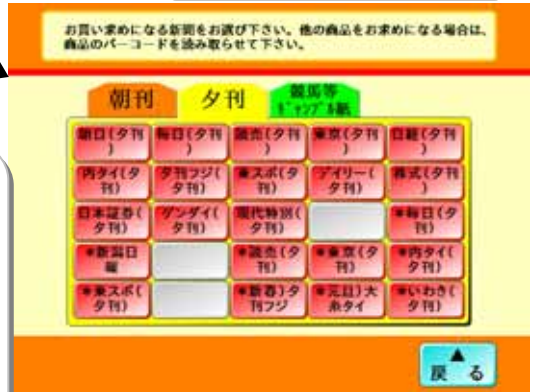 お買い求めになる新聞をお選び下さい。他の商品をお求めになる場合は、
商品のバーコードを読み取らせて下さい。
朝刊
夕刊
競馬等
ギャンブル紙
朝日(夕刊
)
毎日(夕刊
)
読売(夕刊
)
東京(夕刊
)
日経(夕刊
)
内タイ(夕
刊)
夕刊フジ(
夕刊)
東スポ(夕
刊)
デイリー(
夕刊)
株式(夕刊
)
日本証券(
夕刊)
ゲンダイ(
夕刊)
現代特別(
夕刊)
*毎日(夕
刊)
*新潟日
報
*読売(夕
刊)
*東京(夕
刊)
*内タイ(
夕刊)
*東スポ(
夕刊)
*新春)夕
刊フジ
*元旦)大
*いわき(
夕刊)
戻る